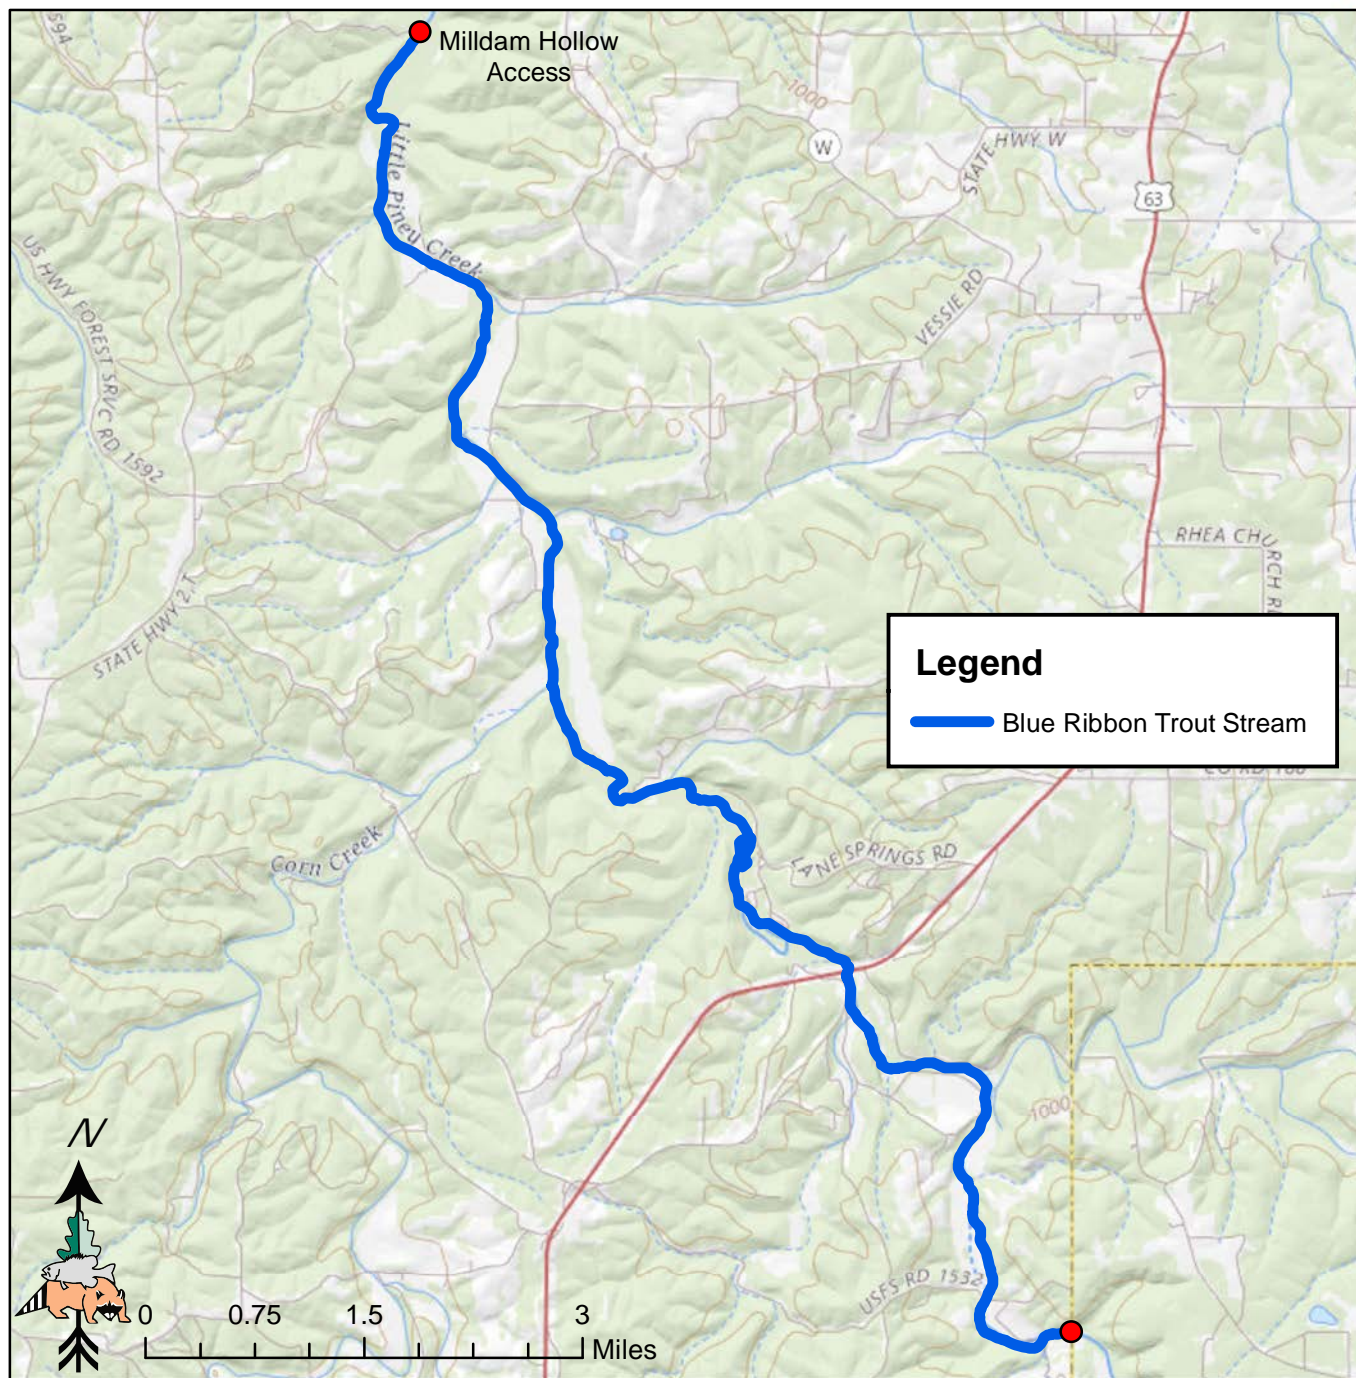 594
Milldam Hollow
Access
1000
W
STATE HWY W
63
Little Piney Creek
US HWY FOREST SRVC RD 1592
VESSIE RD
RHEA CHURCH R
STATE HWY 2 T
Legend
Blue Ribbon Trout Stream
Corn Creek
LANE SPRINGS RD
1000
N
USFS RD 1532
0 0.75 1.5 3
Miles